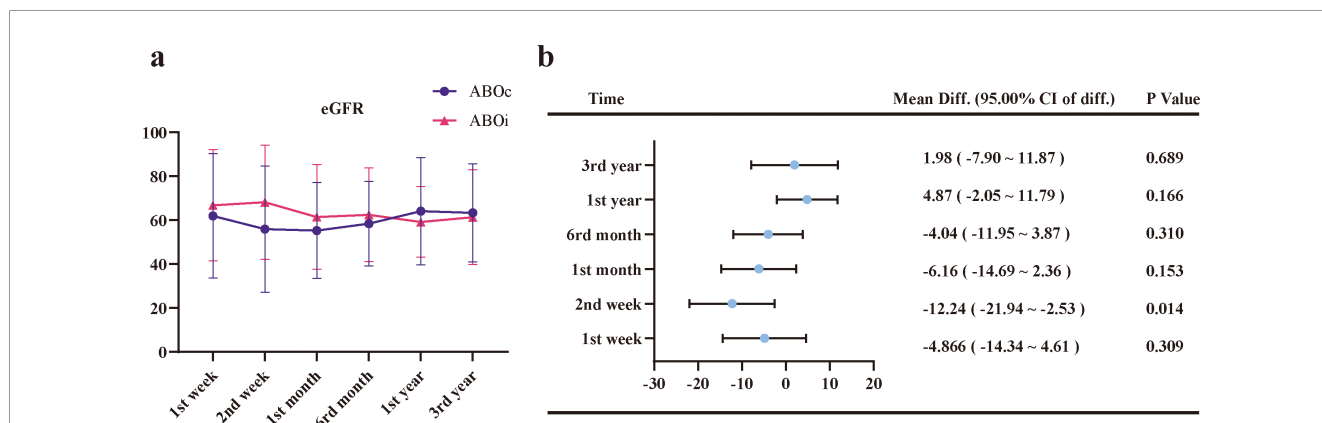 a
eGFR
ABOc
ABOi
100
80
60
40
20
0
1st week
2nd week
1st month
6rd month
1st year
3rd year
b
Time Mean Diff. (95.00% CI of diff.) P Value
3rd year 1.98 ( -7.90 ~ 11.87) 0.689
1st year 4.87 ( -2.05 ~ 11.79) 0.166
6rd month -4.04 ( -11.95 ~ 3.87 ) 0.310
1st month -6.16 ( -14.69 ~ 2.36 ) 0.153
2nd week -12.24 ( -21.94 ~ -2.53 ) 0.014
1st week -4.866 ( -14.34 ~ 4.61 ) 0.309
-30 -20 -10 0 10 20